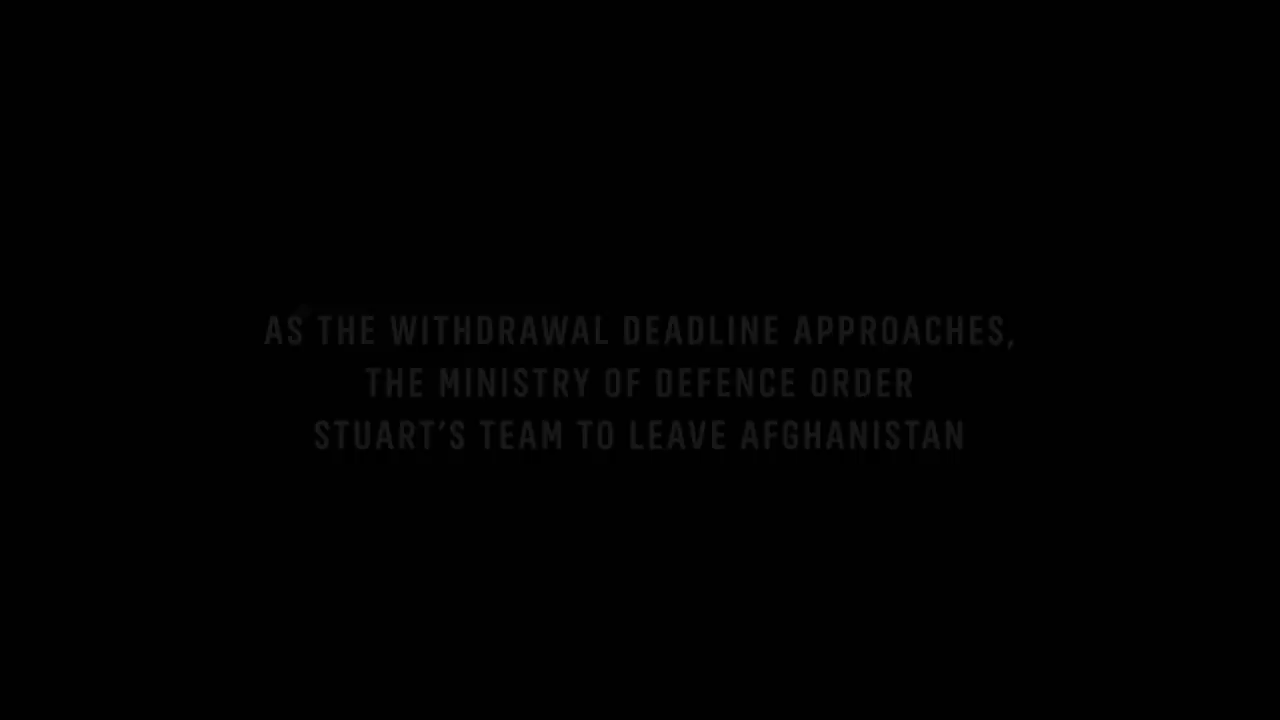 AS THE WITHDRAWAL DEADLINE APPROACHES,
THE MINISTRY OF DEFENCE ORDER
STUART'S TEAM TO LEAVE AFGHANISTAN